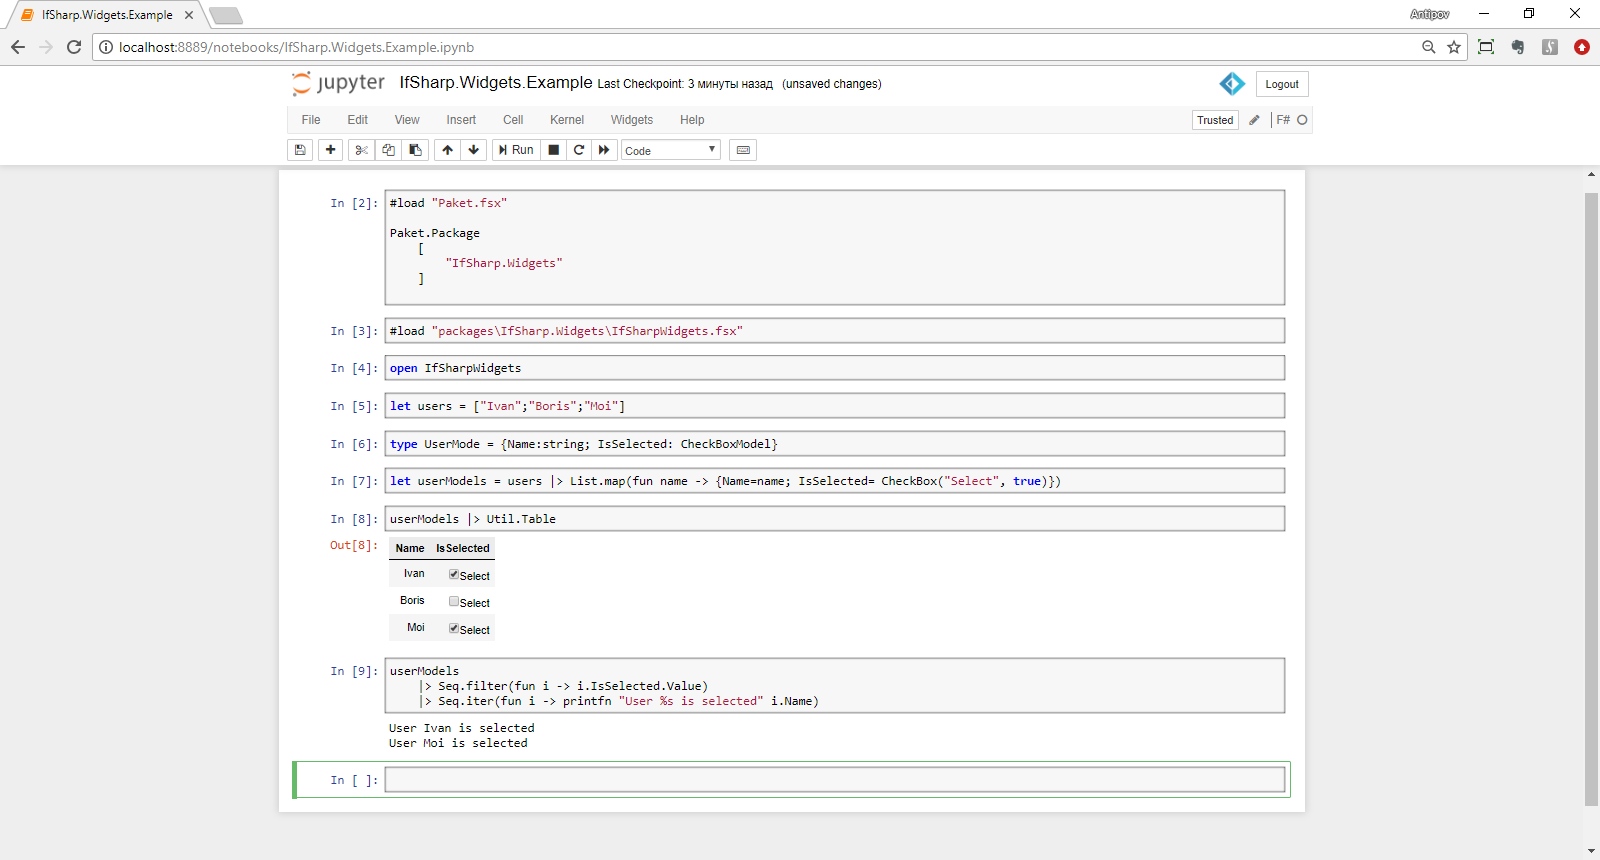 IfSharp.Widgets.Example
Antipov
localhost:8889/notebooks/IfSharp.Widgets.Example.ipynb
jupyter IfSharp.Widgets.Example Last Checkpoint: 3 минуты назад (unsaved changes)
Logout
File Edit View Insert Cell Kernel Widgets Help
Trusted F#
Run Code
In [2]: #load "Paket.fsx"
Paket.Package
[
"IfSharp.Widgets"
]
In [3]: #load "packages\IfSharp.Widgets\IfSharpWidgets.fsx"
In [4]: open IfSharpWidgets
In [5]: let users = ["Ivan";"Boris";"Moi"]
In [6]: type UserMode = {Name:string; IsSelected: CheckBoxModel}
In [7]: let userModels = users |> List.map(fun name -> {Name=name; IsSelected= CheckBox("Select", true)})
In [8]: userModels |> Util.Table
Out[8]: Name IsSelected
Ivan Select
Boris Select
Moi Select
In [9]: userModels
|> Seq.filter(fun i -> i.IsSelected.Value)
|> Seq.iter(fun i -> printfn "User %s is selected" i.Name)
User Ivan is selected
User Moi is selected
In [ ]: